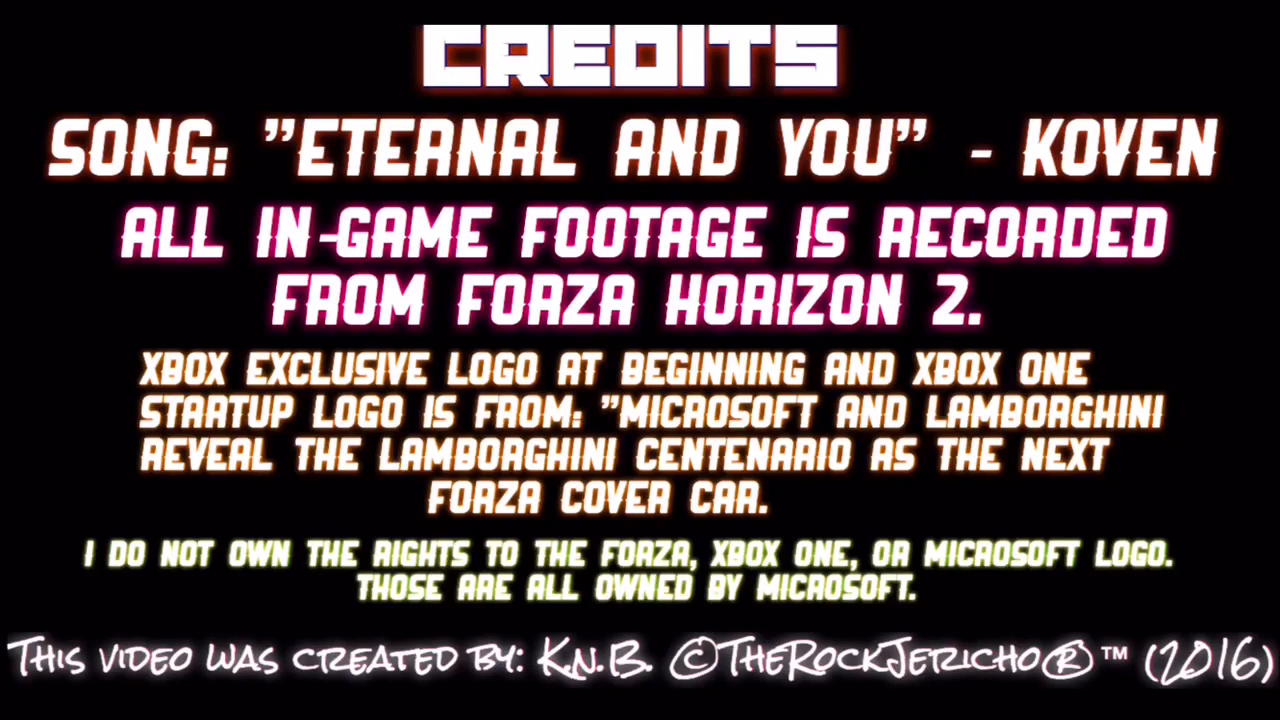 CREDITS
SONG: "ETERNAL AND YOU" - KOVEN
ALL IN-GAME FOOTAGE IS RECORDED
FROM FORZA HORIZON 2.
XBOX EXCLUSIVE LOGO AT BEGINNING AND XBOX ONE
STARTUP LOGO IS FROM: "MICROSOFT AND LAMBORGHINI
REVEAL THE LAMBORGHINI CENTENARIO AS THE NEXT
FORZA COVER CAR.
I DO NOT OWN THE RIGHTS TO THE FORZA, XBOX ONE, OR MICROSOFT LOGO.
THOSE ARE ALL OWNED BY MICROSOFT.
THIS VIDEO WAS CREATED BY: K.N.B. ©THEROCKJERICHO®™ (2016)